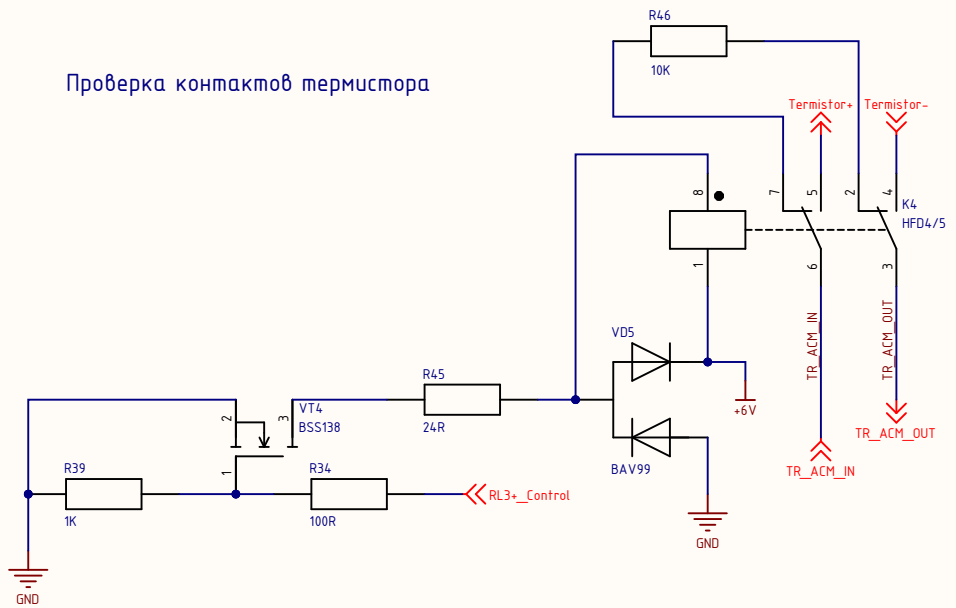 R46
10K
Проверка контактов термистора
Termistor+
Termistor-
7
5
2
4
8
K4
HFD4/5
1
6
3
TR_ACM_IN
TR_ACM_OUT
VD5
+6V
R45
24R
2
3
VT4
BSS138
1
TR_ACM_OUT
TR_ACM_IN
BAV99
R39
1K
R34
100R
RL3+_Control
GND
GND